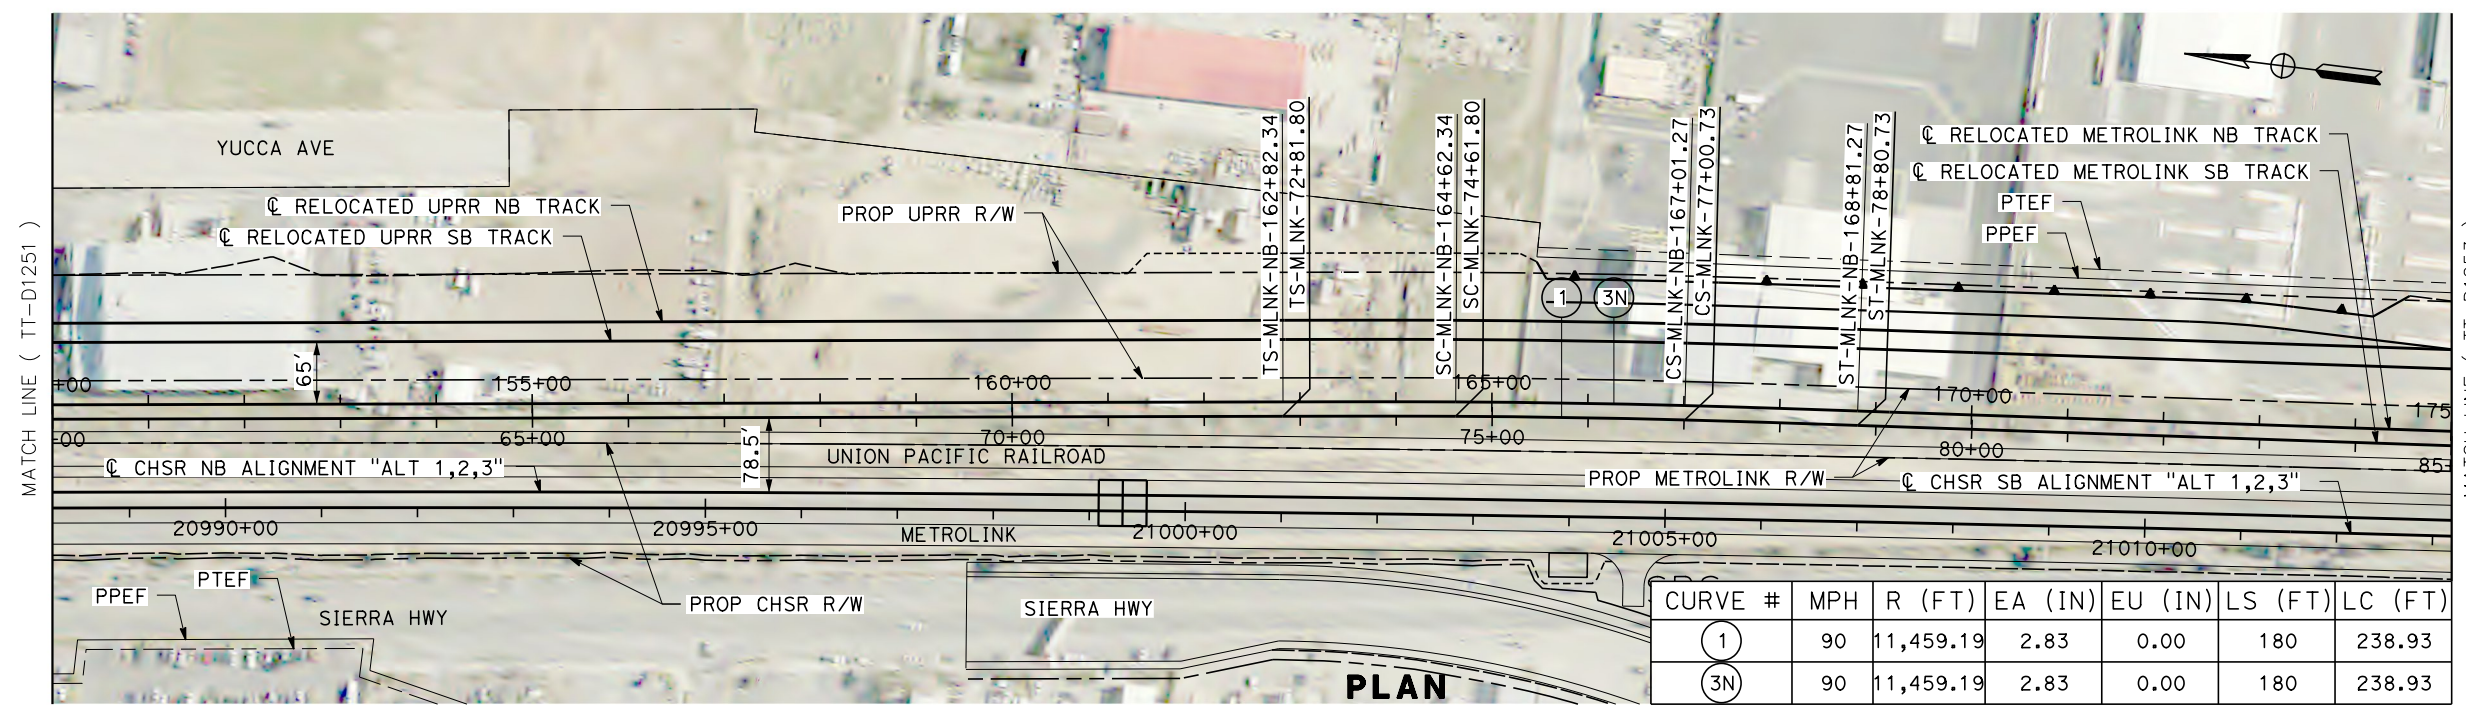 YUCCA AVE
℄ RELOCATED UPRR NB TRACK
℄ RELOCATED UPRR SB TRACK
PROP UPRR R/W
TS-MLNK-NB-162+82.34
TS-MLNK-72+81.80
SC-MLNK-NB-164+62.34
SC-MLNK-74+61.80
CS-MLNK-NB-167+01.27
CS-MLNK-77+00.73
ST-MLNK-NB-168+81.27
ST-MLNK-78+80.73
℄ RELOCATED METROLINK NB TRACK
℄ RELOCATED METROLINK SB TRACK
PTEF
PPEF
1
3N
MATCH LINE ( TT-D1251 )
65'
+00
155+00
160+00
165+00
170+00
175
-00
65+00
70+00
75+00
80+00
85+
78.5'
℄ CHSR NB ALIGNMENT "ALT 1,2,3"
UNION PACIFIC RAILROAD
PROP METROLINK R/W
℄ CHSR SB ALIGNMENT "ALT 1,2,3"
20990+00
20995+00
METROLINK
21000+00
21005+00
21010+00
PPEF
PTEF
SIERRA HWY
PROP CHSR R/W
SIERRA HWY
PLAN
CURVE # MPH R (FT) EA (IN) EU (IN) LS (FT) LC (FT)
1 90 11,459.19 2.83 0.00 180 238.93
3N 90 11,459.19 2.83 0.00 180 238.93